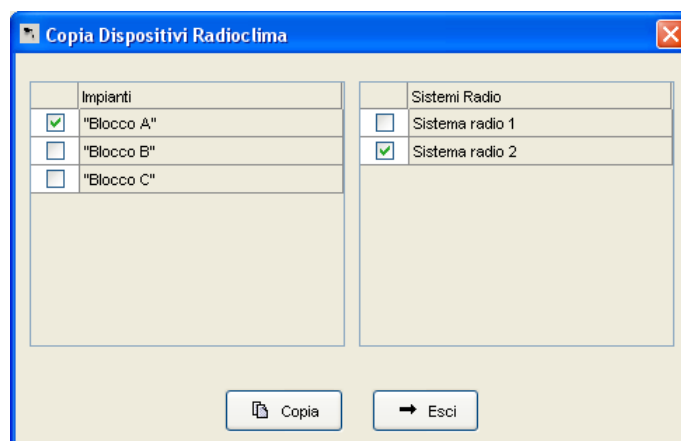 Copia Dispositivi Radioclima
Impianti
"Blocco A"
"Blocco B"
"Blocco C"
Sistemi Radio
Sistema radio 1
Sistema radio 2
Copia
Esci